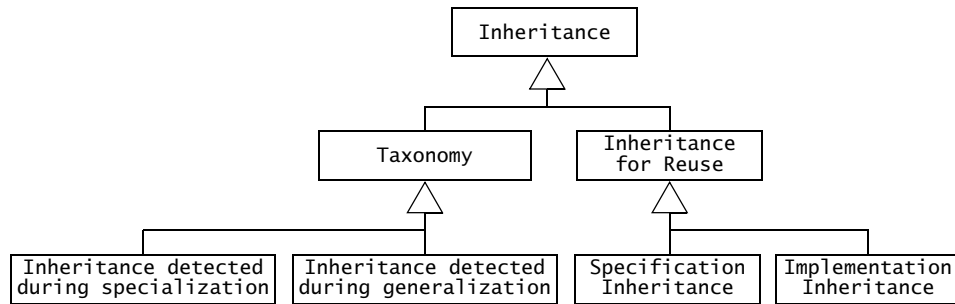 Inheritance
Taxonomy
Inheritance
for Reuse
Inheritance detected
during specialization
Inheritance detected
during generalization
Specification
Inheritance
Implementation
Inheritance